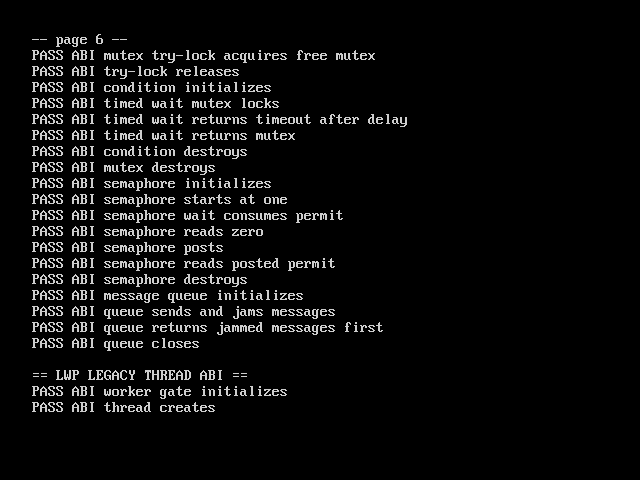 -- page 6 --
PASS ABI mutex try-lock acquires free mutex
PASS ABI try-lock releases
PASS ABI condition initializes
PASS ABI timed wait mutex locks
PASS ABI timed wait returns timeout after delay
PASS ABI timed wait returns mutex
PASS ABI condition destroys
PASS ABI mutex destroys
PASS ABI semaphore initializes
PASS ABI semaphore starts at one
PASS ABI semaphore wait consumes permit
PASS ABI semaphore reads zero
PASS ABI semaphore posts
PASS ABI semaphore reads posted permit
PASS ABI semaphore destroys
PASS ABI message queue initializes
PASS ABI queue sends and jams messages
PASS ABI queue returns jammed messages first
PASS ABI queue closes
== LWP LEGACY THREAD ABI ==
PASS ABI worker gate initializes
PASS ABI thread creates